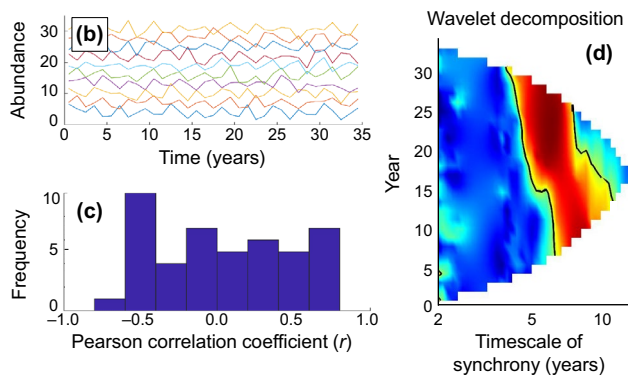 (b)
Abundance
30
20
10
0
0 5 10 15 20 25 30 35
Time (years)
(c)
Frequency
10
5
0
−1.0 −0.5 0.0 0.5 1.0
Pearson correlation coefficient (r)
Wavelet decomposition
(d)
Year
30
25
20
15
10
5
0
2 5 10
Timescale of
synchrony (years)